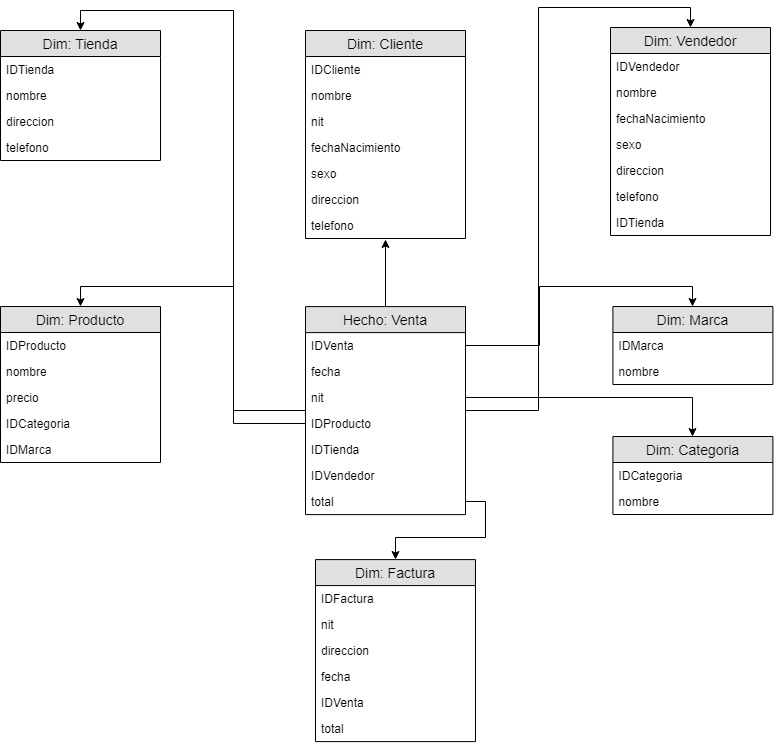 Dim: Tienda
IDTienda
nombre
direccion
telefono
Dim: Cliente
IDCliente
nombre
nit
fechaNacimiento
sexo
direccion
telefono
Dim: Vendedor
IDVendedor
nombre
fechaNacimiento
sexo
direccion
telefono
IDTienda
Dim: Producto
IDProducto
nombre
precio
IDCategoria
IDMarca
Hecho: Venta
IDVenta
fecha
nit
IDProducto
IDTienda
IDVendedor
total
Dim: Marca
IDMarca
nombre
Dim: Categoria
IDCategoria
nombre
Dim: Factura
IDFactura
nit
direccion
fecha
IDVenta
total